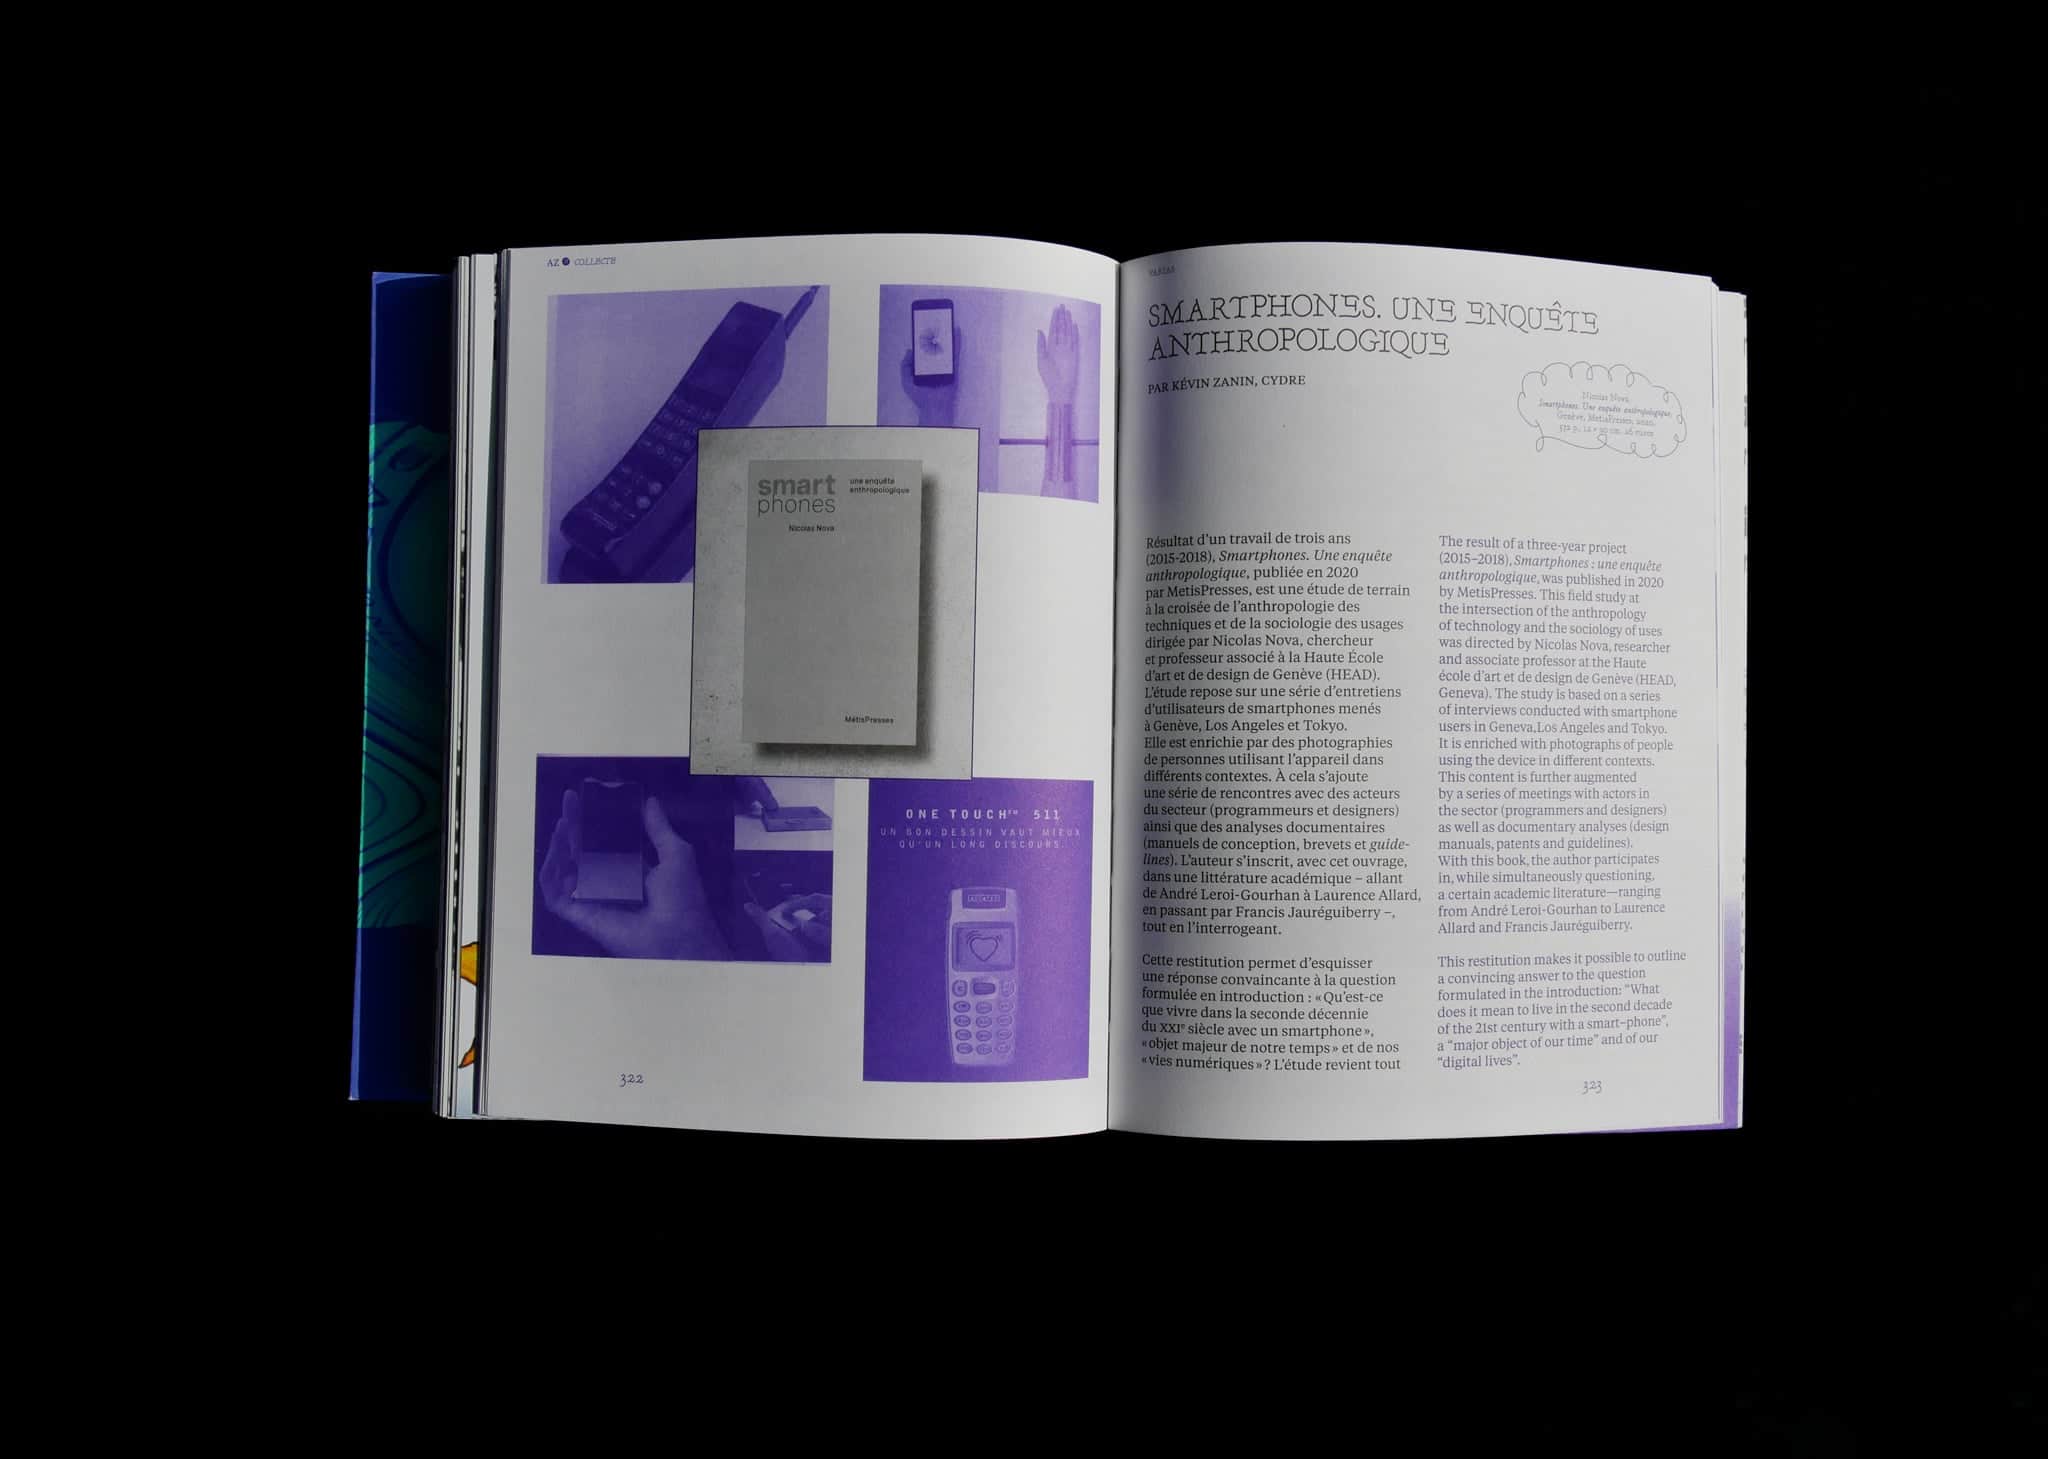 AZ COLLECTE
smart
phones
une enquête
anthropologique
Nicolas Nova
MētisPresses
ONE TOUCH™ 511
UN BON DESSIN VAUT MIEUX
QU'UN LONG DISCOURS.
ALCATEL
322
VARIAS
SMARTPHONES. UNE ENQUÊTE
ANTHROPOLOGIQUE
PAR KÉVIN ZANIN, CYDRE
Nicolas Nova,
Smartphones. Une enquête anthropologique,
Genève, MetisPresses, 2020.
372 p., 12 × 20 cm. 26 euros
Résultat d'un travail de trois ans
(2015-2018), Smartphones. Une enquête
anthropologique, publiée en 2020
par MetisPresses, est une étude de terrain
à la croisée de l'anthropologie des
techniques et de la sociologie des usages
dirigée par Nicolas Nova, chercheur
et professeur associé à la Haute École
d'art et de design de Genève (HEAD).
L'étude repose sur une série d'entretiens
d'utilisateurs de smartphones menés
à Genève, Los Angeles et Tokyo.
Elle est enrichie par des photographies
de personnes utilisant l'appareil dans
différents contextes. À cela s'ajoute
une série de rencontres avec des acteurs
du secteur (programmeurs et designers)
ainsi que des analyses documentaires
(manuels de conception, brevets et guide-
lines). L'auteur s'inscrit, avec cet ouvrage,
dans une littérature académique – allant
de André Leroi-Gourhan à Laurence Allard,
en passant par Francis Jauréguiberry –,
tout en l'interrogeant.
Cette restitution permet d'esquisser
une réponse convaincante à la question
formulée en introduction : « Qu'est-ce
que vivre dans la seconde décennie
du XXIe siècle avec un smartphone »,
« objet majeur de notre temps » et de nos
« vies numériques » ? L'étude revient tout
The result of a three-year project
(2015–2018), Smartphones : une enquête
anthropologique, was published in 2020
by MetisPresses. This field study at
the intersection of the anthropology
of technology and the sociology of uses
was directed by Nicolas Nova, researcher
and associate professor at the Haute
école d'art et de design de Genève (HEAD,
Geneva). The study is based on a series
of interviews conducted with smartphone
users in Geneva,Los Angeles and Tokyo.
It is enriched with photographs of people
using the device in different contexts.
This content is further augmented
by a series of meetings with actors in
the sector (programmers and designers)
as well as documentary analyses (design
manuals, patents and guidelines).
With this book, the author participates
in, while simultaneously questioning,
a certain academic literature—ranging
from André Leroi-Gourhan to Laurence
Allard and Francis Jauréguiberry.
This restitution makes it possible to outline
a convincing answer to the question
formulated in the introduction: "What
does it mean to live in the second decade
of the 21st century with a smart–phone",
a "major object of our time" and of our
"digital lives".
323